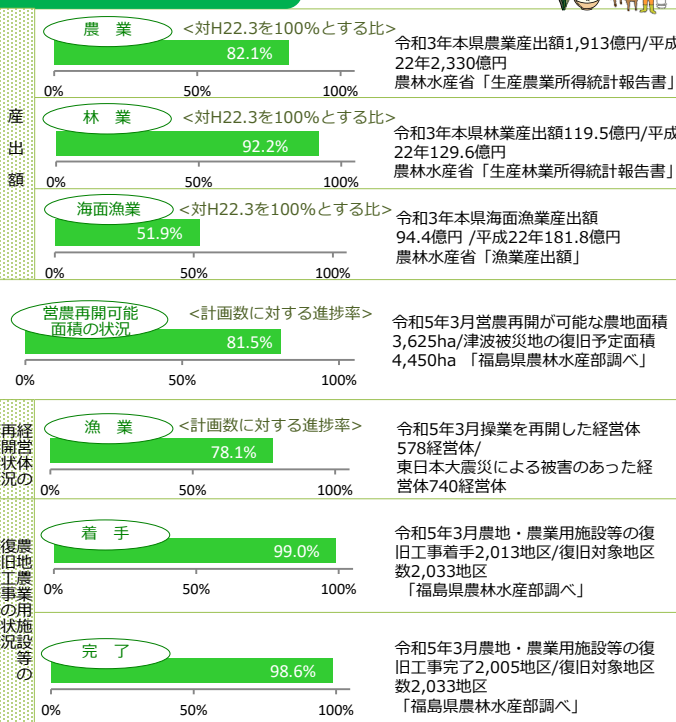 産出額
農　業
<対H22.3を100%とする比>
82.1%
0% 50% 100%
令和3年本県農業産出額1,913億円/平成
22年2,330億円
農林水産省「生産農業所得統計報告書」
林　業
<対H22.3を100%とする比>
92.2%
0% 50% 100%
令和3年本県林業産出額119.5億円/平成
22年129.6億円
農林水産省「生産林業所得統計報告書」
海面漁業
<対H22.3を100%とする比>
51.9%
0% 50% 100%
令和3年本県海面漁業産出額
94.4億円 /平成22年181.8億円
農林水産省「漁業産出額」
営農再開可能
面積の状況
<計画数に対する進捗率>
81.5%
0% 50% 100%
令和5年3月営農再開が可能な農地面積
3,625ha/津波被災地の復旧予定面積
4,450ha 「福島県農林水産部調べ」
経営体の
再開状況
漁　業
<計画数に対する進捗率>
78.1%
0% 50% 100%
令和5年3月操業を再開した経営体
578経営体/
東日本大震災による被害のあった経
営体740経営体
農地農業用施設等の
復旧工事の状況
着　手
99.0%
0% 50% 100%
令和5年3月農地・農業用施設等の復
旧工事着手2,013地区/復旧対象地区
数2,033地区
「福島県農林水産部調べ」
完　了
98.6%
0% 50% 100%
令和5年3月農地・農業用施設等の復
旧工事完了2,005地区/復旧対象地区
数2,033地区
「福島県農林水産部調べ」